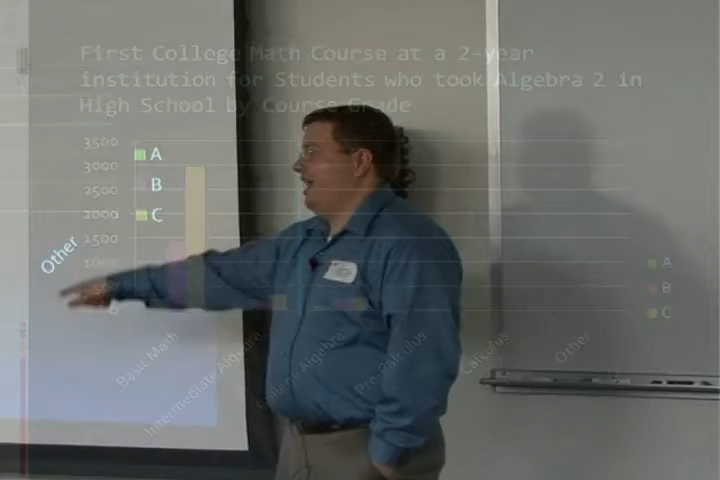 First College Math Course at a 2-year
institution for Students who took Algebra 2 in
High School by Course Grade
3500
3000
2500
2000
1500
A
B
C
Other
A
B
C
Basic Math
Intermediate Algebra
College Algebra
Pre-Calculus
Calculus
Other